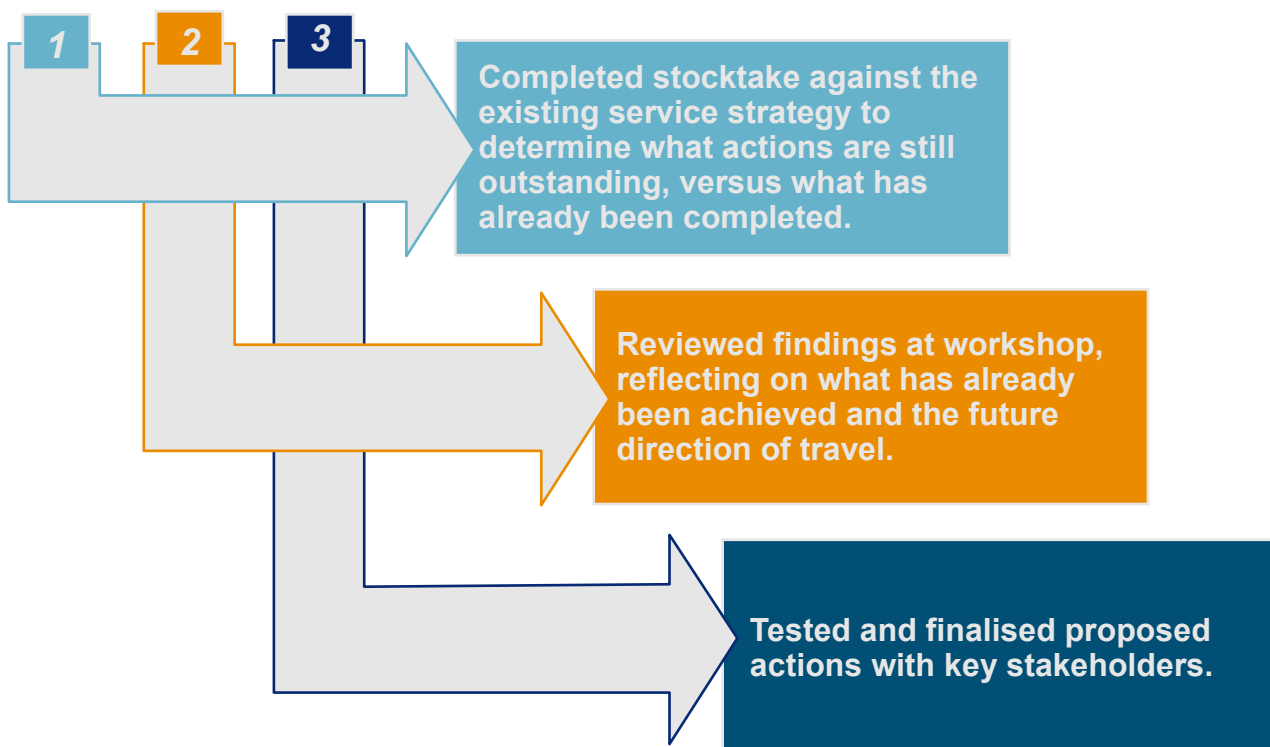 1
2
3
Completed stocktake against the
existing service strategy to
determine what actions are still
outstanding, versus what has
already been completed.
Reviewed findings at workshop,
reflecting on what has already
been achieved and the future
direction of travel.
Tested and finalised proposed
actions with key stakeholders.